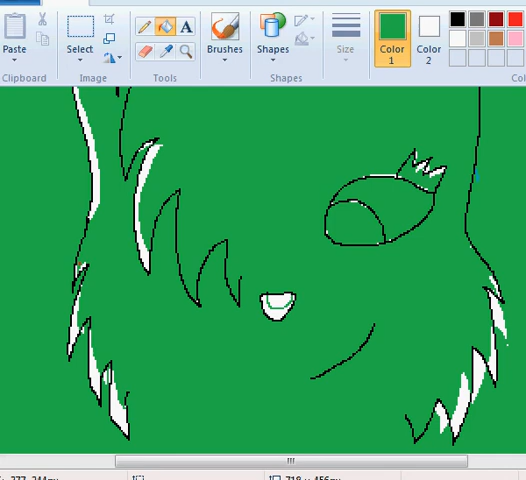 Paste
Select
A
Brushes
Shapes
Size
Color
1
Color
2
Clipboard
Image
Tools
Shapes